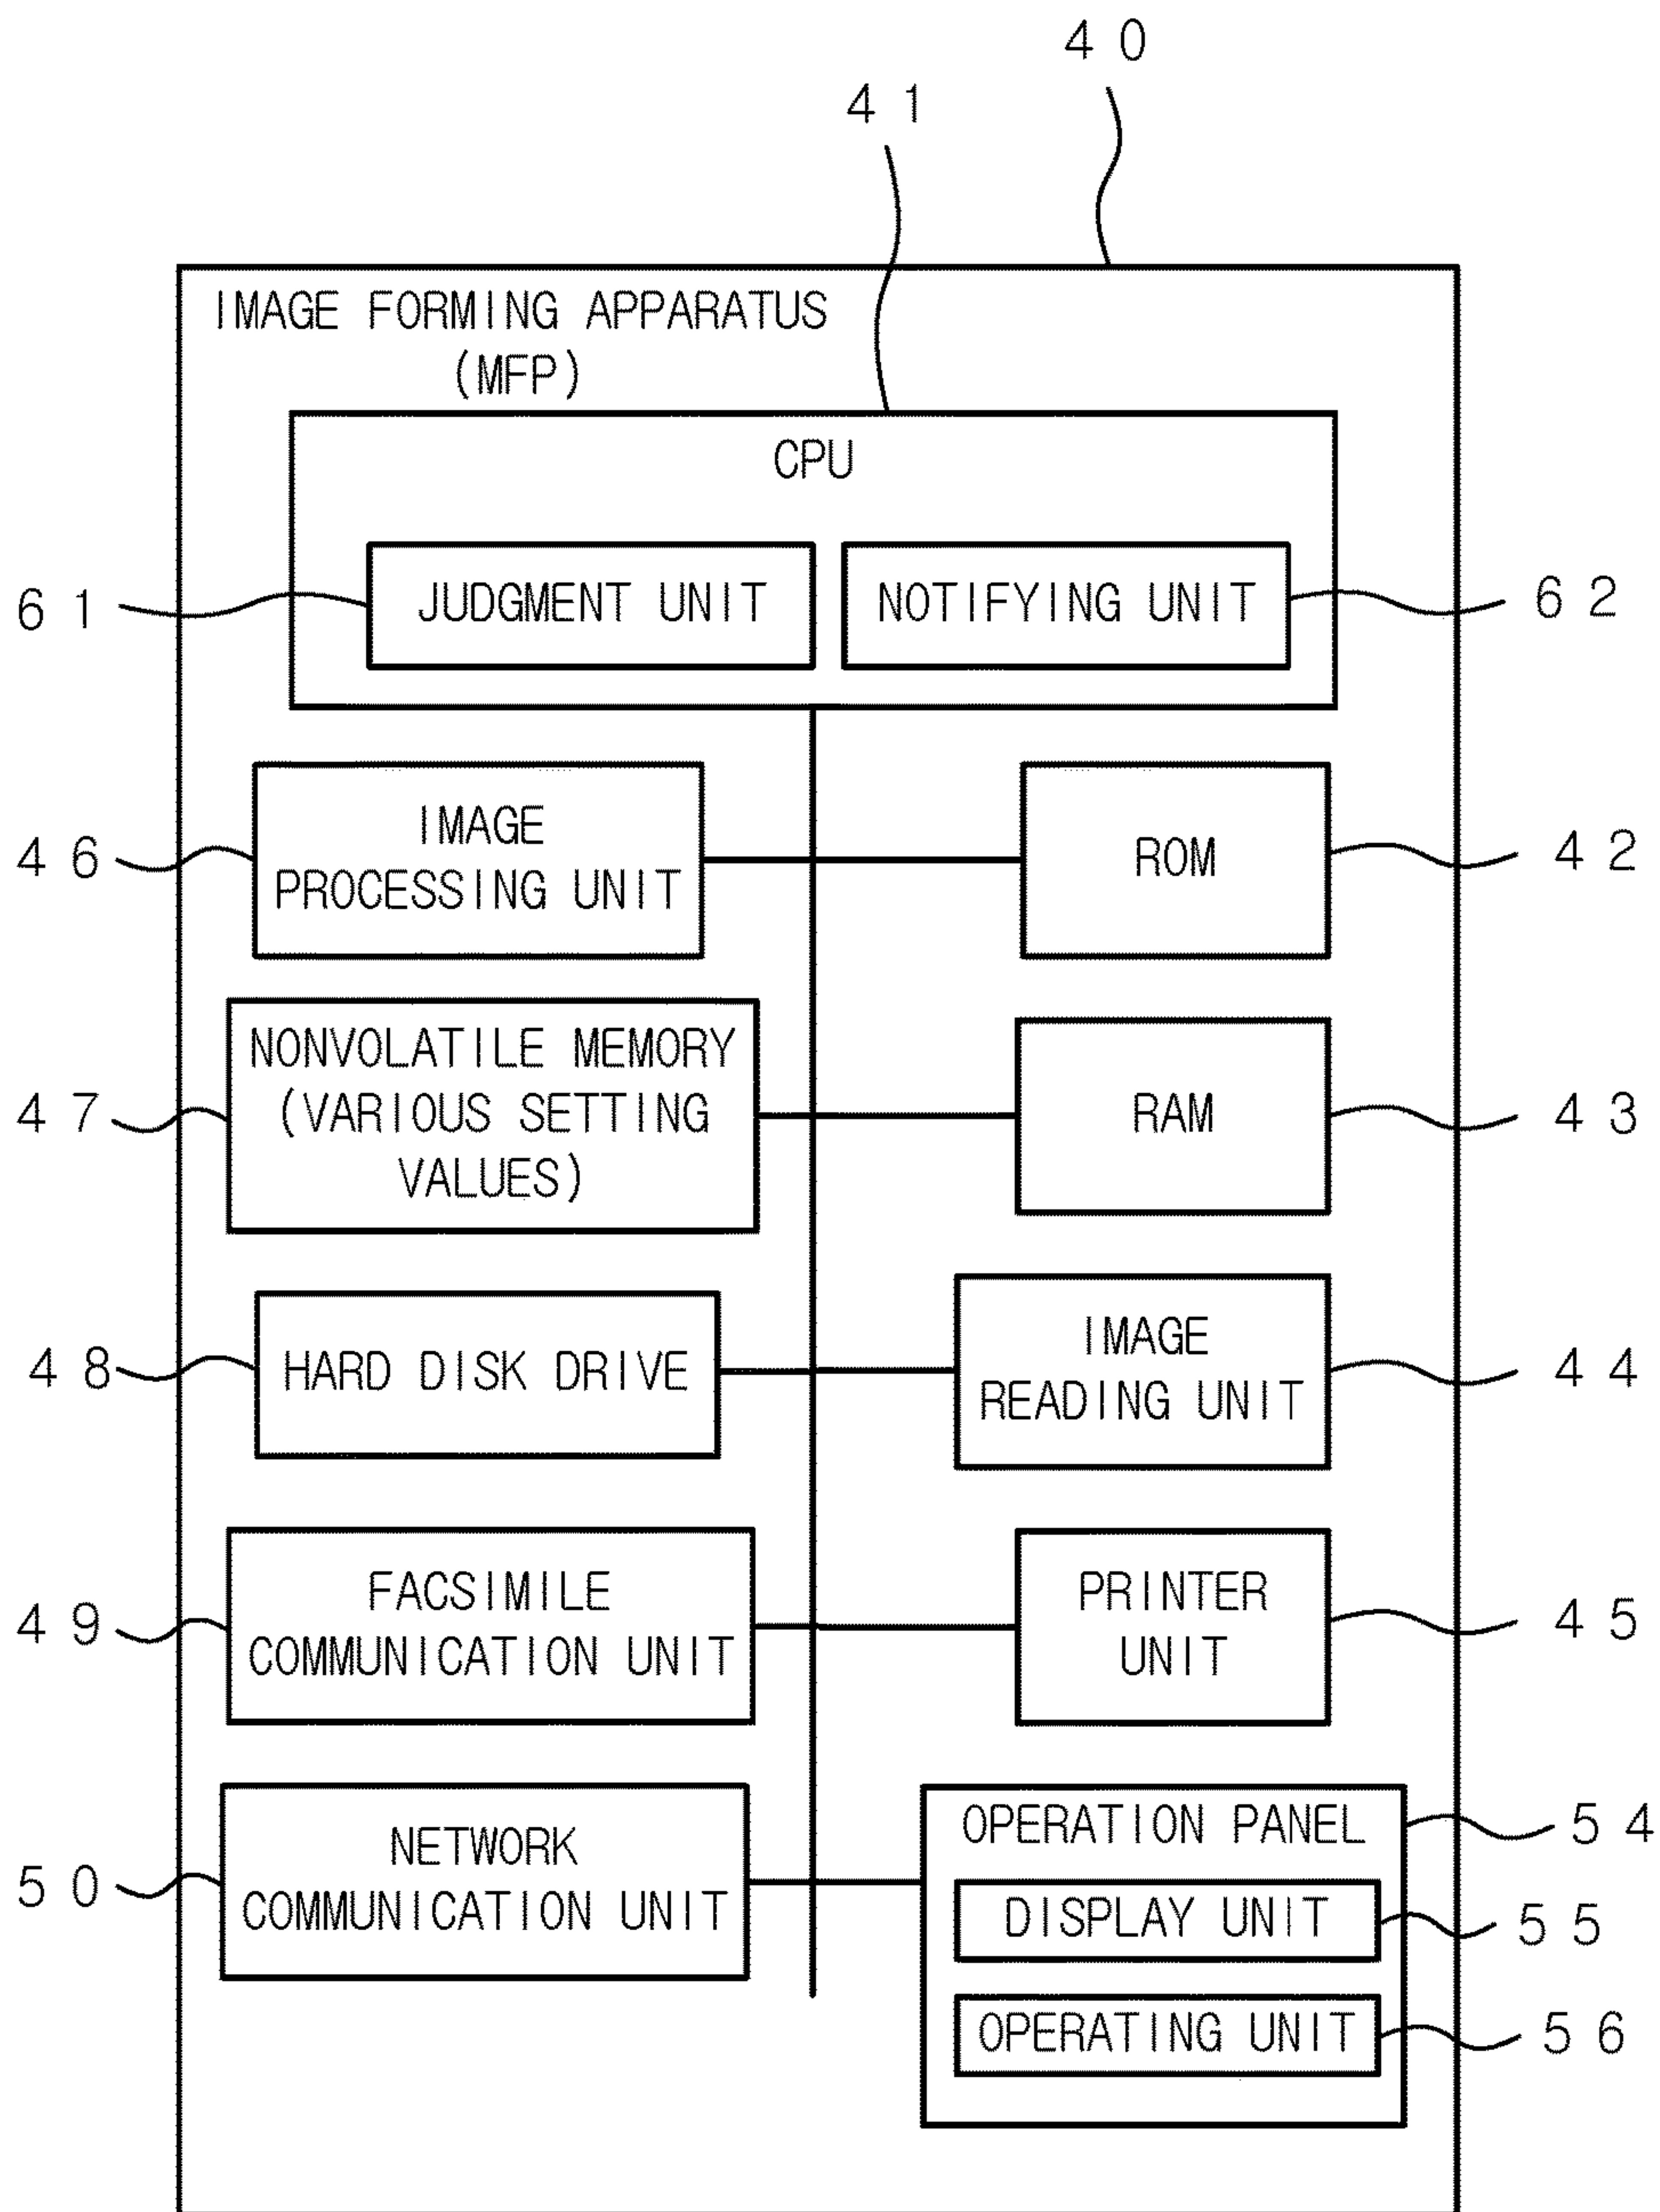 40
41
IMAGE FORMING APPARATUS
(MFP)
CPU
61
JUDGMENT UNIT
NOTIFYING UNIT
62
46
IMAGE
PROCESSING UNIT
ROM
42
47
NONVOLATILE MEMORY
(VARIOUS SETTING
VALUES)
RAM
43
48
HARD DISK DRIVE
IMAGE
READING UNIT
44
49
FACSIMILE
COMMUNICATION UNIT
PRINTER
UNIT
45
50
NETWORK
COMMUNICATION UNIT
OPERATION PANEL
54
DISPLAY UNIT
55
OPERATING UNIT
56